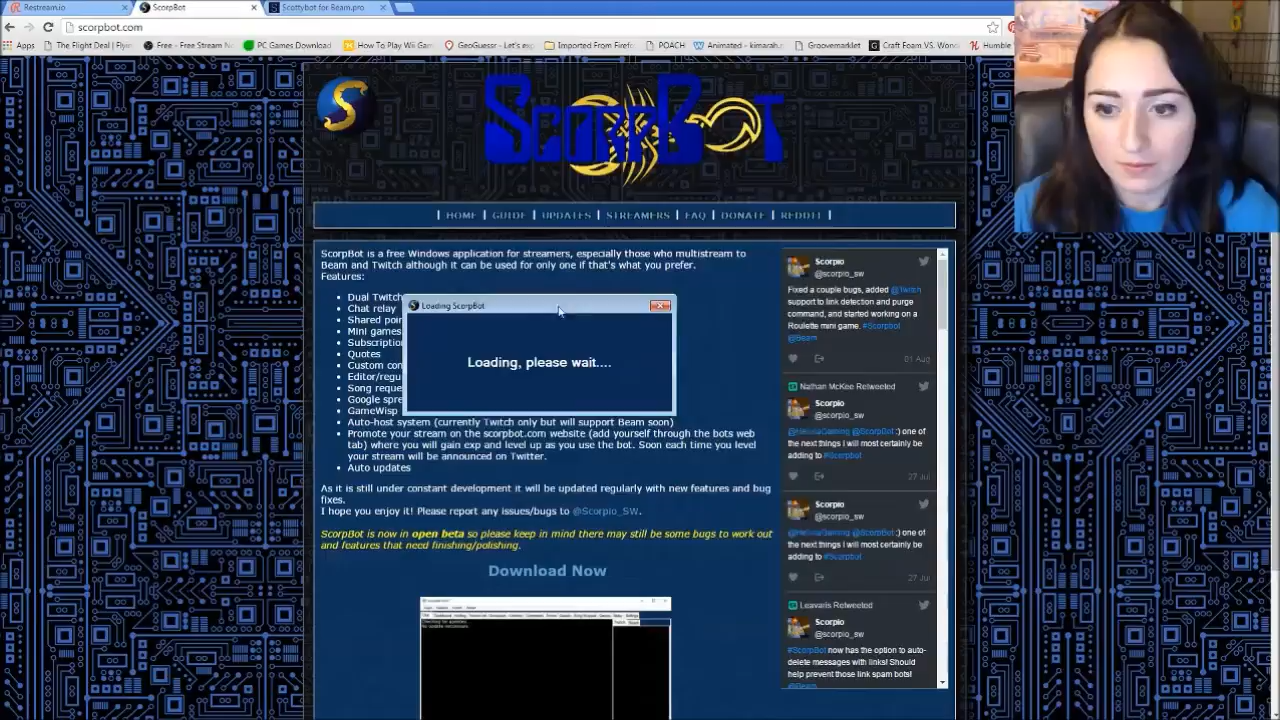 Restream.io
ScorpBot
Scottybot for Beam.pro
scorpbot.com
Apps
The Flight Deal | Flyin
Free - Free Stream N
PC Games Download
How To Play Wii Gam
GeoGuessr - Let's ex
Imported From Firef
POACH
Animated - kimarah
Groovemarket
Craft Foam VS. Won
Humble
ScorpBot
| HOME | GUIDE | UPDATES | STREAMERS | FAQ | DONATE | REDDIT |
ScorpBot is a free Windows application for streamers, especially those who multistream to
Beam and Twitch although it can be used for only one if that's what you prefer.
Features:
Dual Twitch
Chat relay
Shared poi
Mini games
Subscriptio
Quotes
Custom co
Editor/regu
Song reque
Google spre
GameWisp
Loading ScorpBot
Loading, please wait....
Auto-host system (currently Twitch only but will support Beam soon)
Promote your stream on the scorpbot.com website (add yourself through the bots web
tab) where you will gain exp and level up as you use the bot. Soon each time you level
your stream will be announced on Twitter.
Auto updates
As it is still under constant development it will be updated regularly with new features and bug
fixes.
I hope you enjoy it! Please report any issues/bugs to @Scorpio_SW.
ScorpBot is now in open beta so please keep in mind there may still be some bugs to work out
and features that need finishing/polishing.
Download Now
Scorpio
@scorpio_sw
Fixed a couple bugs, added @Twitch
support to link detection and purge
command, and started working on a
Roulette mini game. #Scorpbot
@Beam
01 Aug
Nathan McKee Retweeted
Scorpio
@scorpio_sw
@ScorpBot :) one of
the next things I will most certainly be
adding to #Scorpbot
27 Jul
Scorpio
@scorpio_sw
@ScorpBot :) one of
the next things I will most certainly be
adding to #Scorpbot
27 Jul
Leavaris Retweeted
Scorpio
@scorpio_sw
#ScorpBot now has the option to auto-
delete messages with links! Should
help prevent those link spam bots!
@Beam